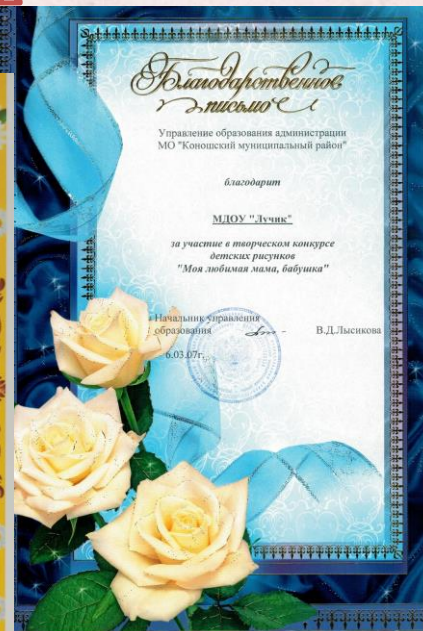 Благодарственное
письмо
Управление образования администрации
МО "Коношский муниципальный район"
благодарит
МДОУ "Лучик"
за участие в творческом конкурсе
детских рисунков
"Моя любимая мама, бабушка"
Начальник управления
образования В.Д.Лысикова
6.03.07г.